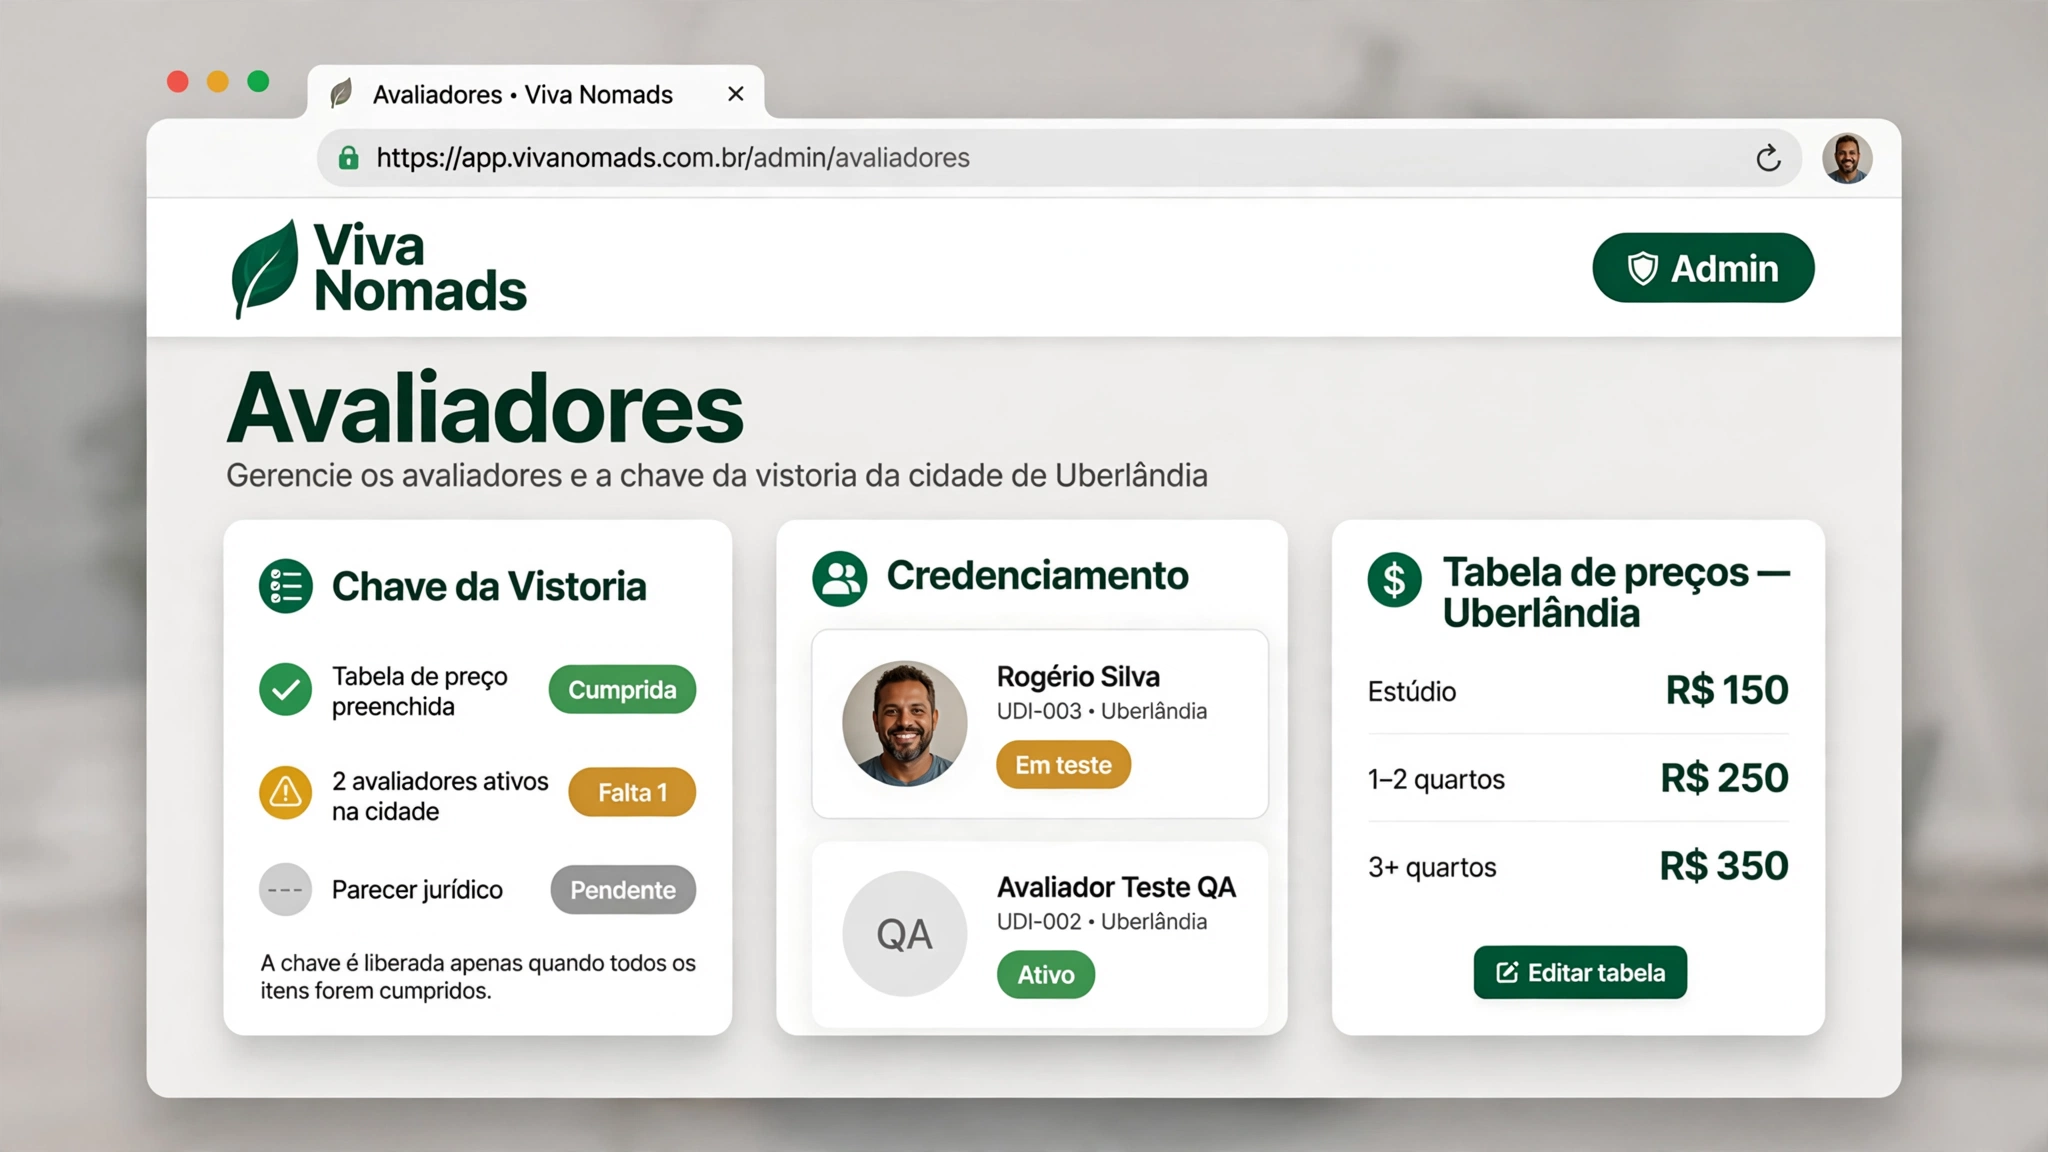 Avaliadores • Viva Nomads
https://app.vivanomads.com.br/admin/avaliadores
Viva
Nomads
Admin
Avaliadores
Gerencie os avaliadores e a chave da vistoria da cidade de Uberlândia
Chave da Vistoria
Tabela de preço
preenchida
Cumprida
2 avaliadores ativos
na cidade
Falta 1
Parecer jurídico
Pendente
A chave é liberada apenas quando todos os
itens forem cumpridos.
Credenciamento
Rogério Silva
UDI-003 • Uberlândia
Em teste
QA
Avaliador Teste QA
UDI-002 • Uberlândia
Ativo
$
Tabela de preços —
Uberlândia
Estúdio R$ 150
1–2 quartos R$ 250
3+ quartos R$ 350
Editar tabela